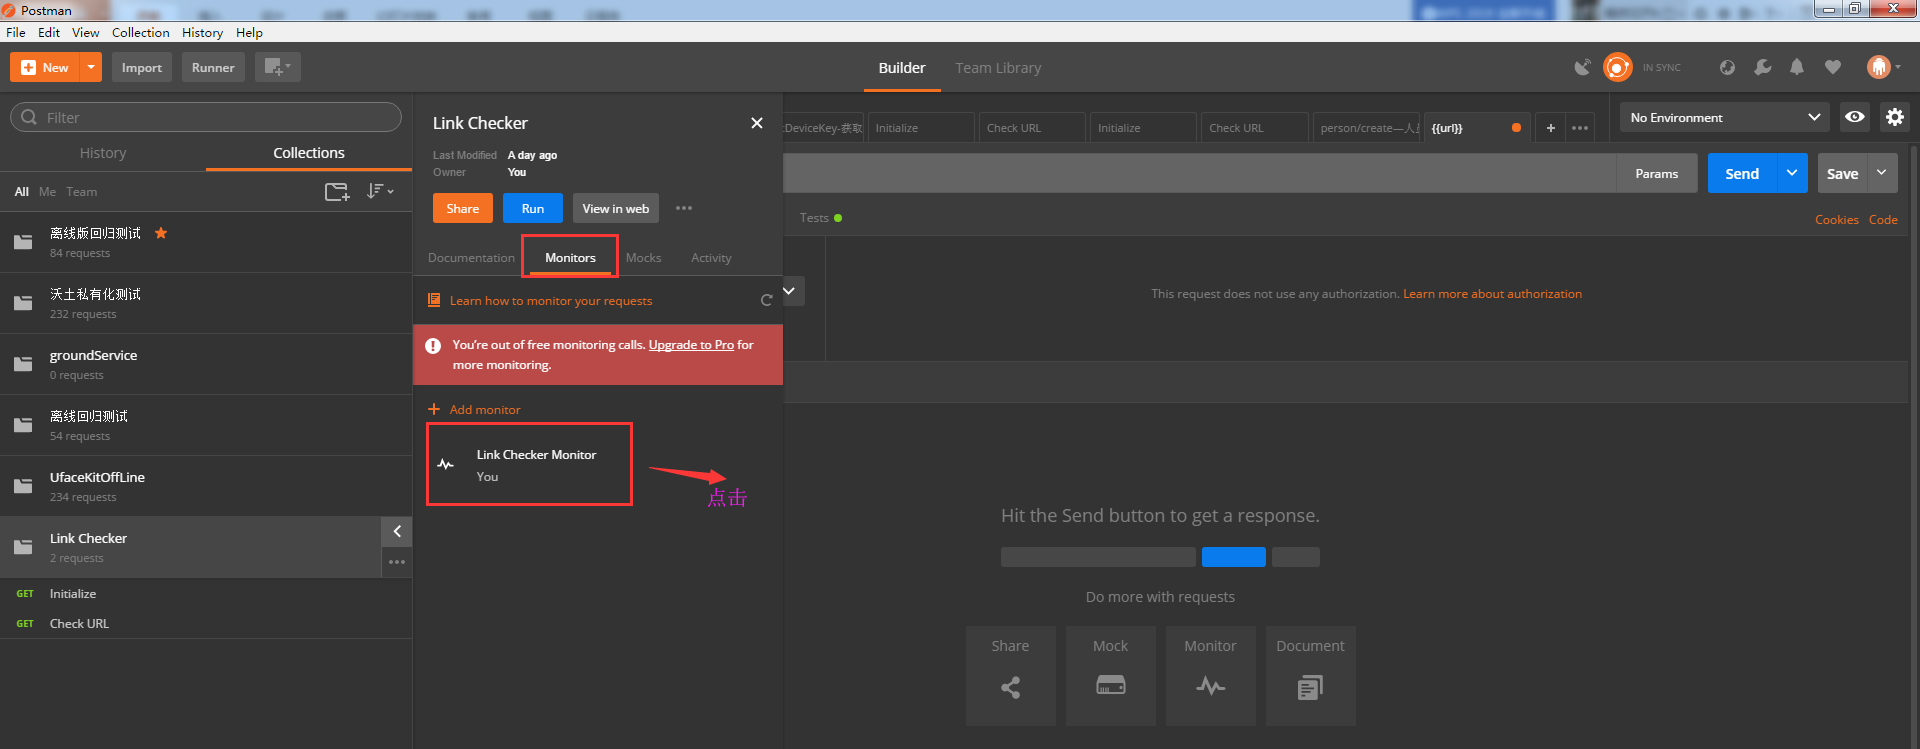 Postman
File Edit View Collection History Help
New Import Runner
Builder Team Library
IN SYNC
Filter
History Collections
All Me Team
离线版回归测试
84 requests
沃土私有化测试
232 requests
groundService
0 requests
离线回归测试
54 requests
UfaceKitOffLine
234 requests
Link Checker
2 requests
GET Initialize
GET Check URL
Link Checker
Last Modified A day ago
Owner You
Share Run View in web
Documentation Monitors Mocks Activity
Learn how to monitor your requests
You're out of free monitoring calls. Upgrade to Pro for
more monitoring.
Add monitor
Link Checker Monitor
You
点击
DeviceKey-获取 Initialize Check URL Initialize Check URL person/create—人 {{url}}
No Environment
Params Send Save
Tests
Cookies Code
This request does not use any authorization. Learn more about authorization
Hit the Send button to get a response.
Do more with requests
Share Mock Monitor Document